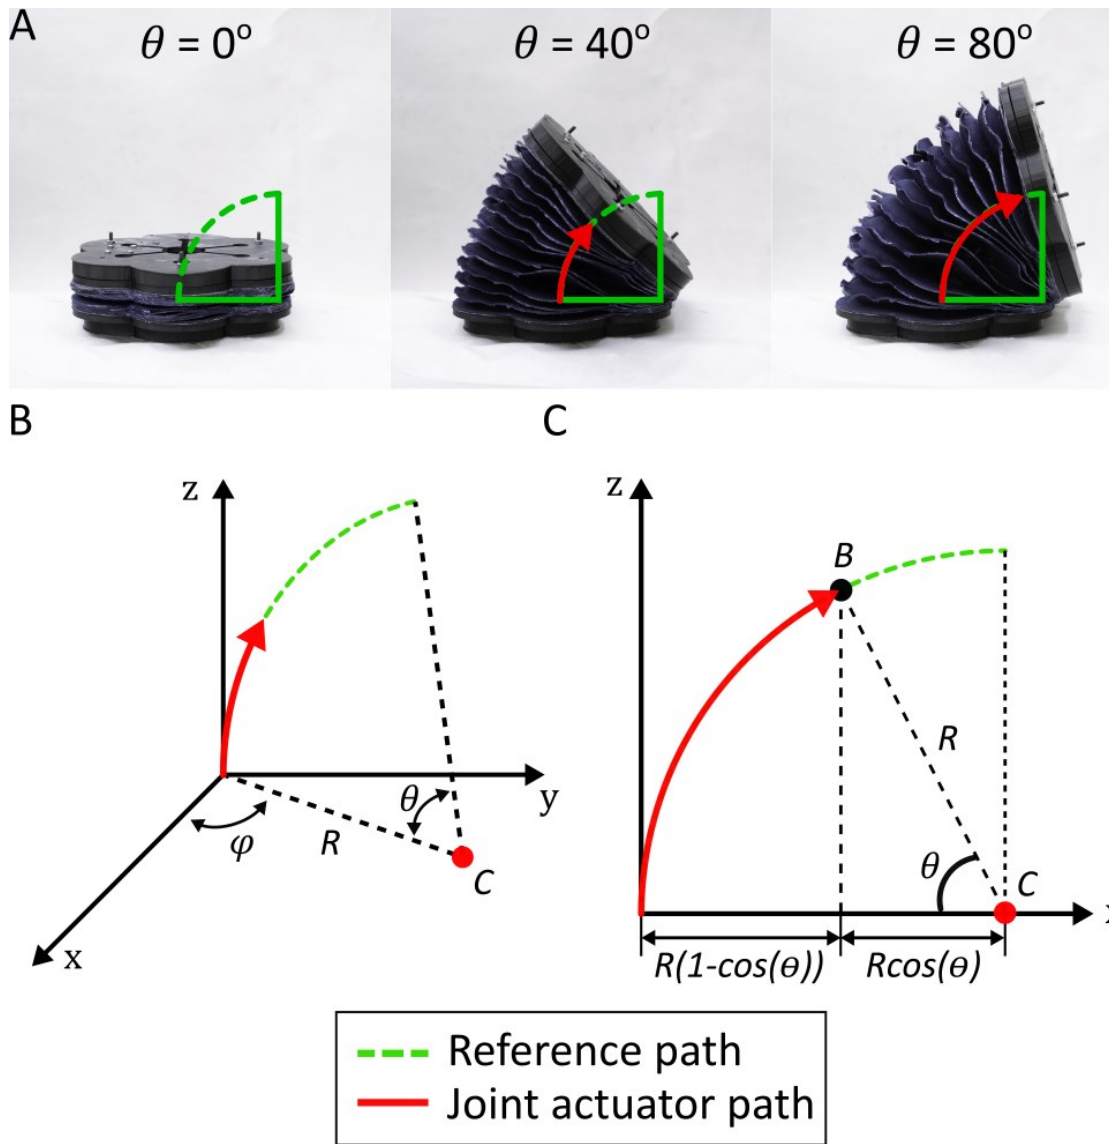 A
θ = 0°
θ = 40°
θ = 80°
B
C
z
θ
y
φ
R
C
x
z
B
R
θ
C
x
R(1-cos(θ))
Rcos(θ)
Reference path
Joint actuator path